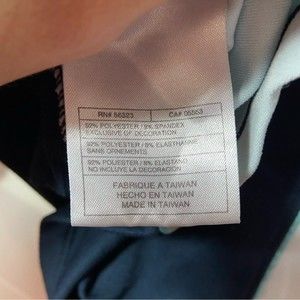 RN# 56323 CA# 05553
92% POLYESTER / 8% SPANDEX
EXCLUSIVE OF DECORATION
92% POLYESTER / 8% ELASTHANNE
SANS ORNEMENTS
92% POLIESTER / 8% ELASTANO
NO INCLUYE LA DECORACION
FABRIQUE A TAIWAN
HECHO EN TAIWAN
MADE IN TAIWAN